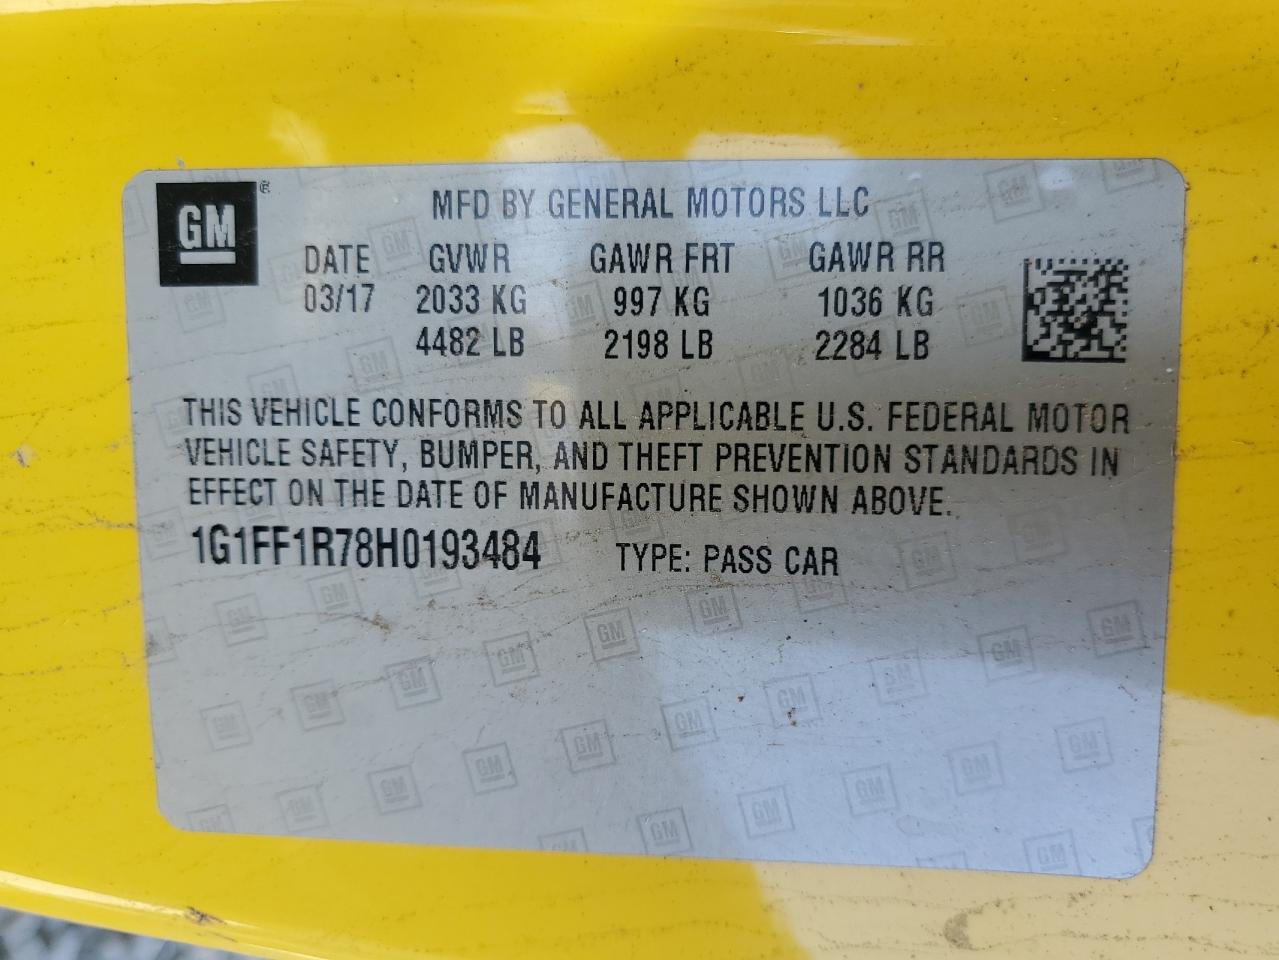 GM ®
MFD BY GENERAL MOTORS LLC
DATE GVWR GAWR FRT GAWR RR
03/17 2033 KG 997 KG 1036 KG
4482 LB 2198 LB 2284 LB
THIS VEHICLE CONFORMS TO ALL APPLICABLE U.S. FEDERAL MOTOR
VEHICLE SAFETY, BUMPER, AND THEFT PREVENTION STANDARDS IN
EFFECT ON THE DATE OF MANUFACTURE SHOWN ABOVE.
1G1FF1R78H0193484 TYPE: PASS CAR